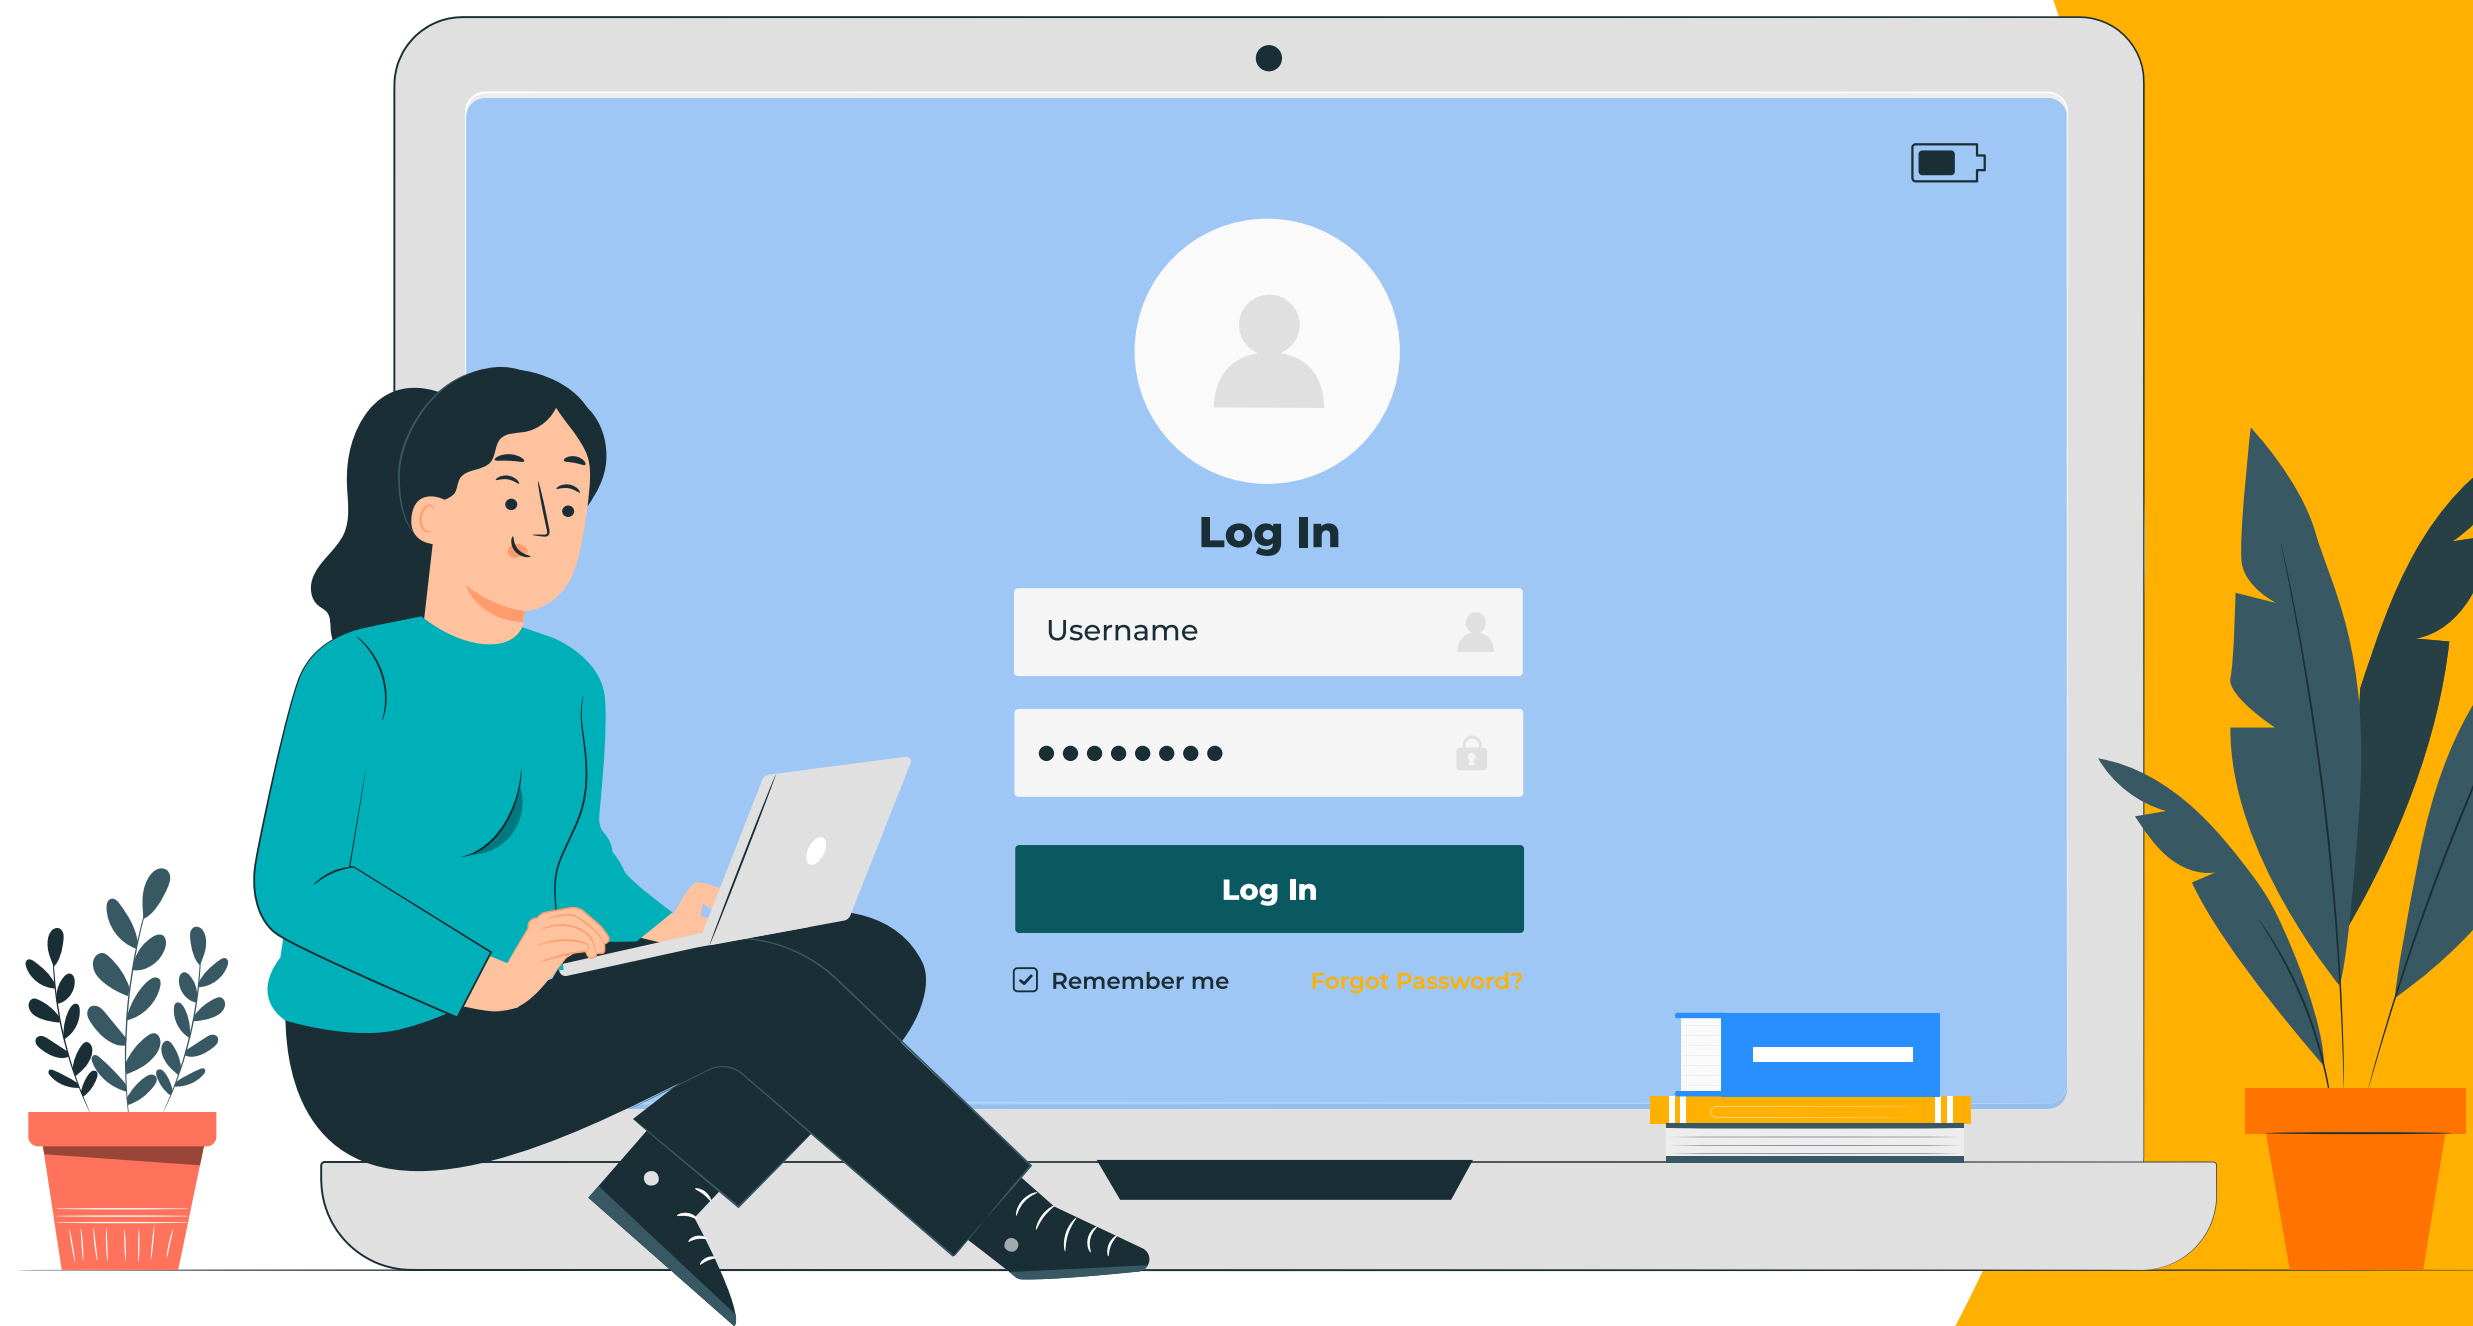 Log In
Username
••••••••
Log In
Remember me
Forgot Password?